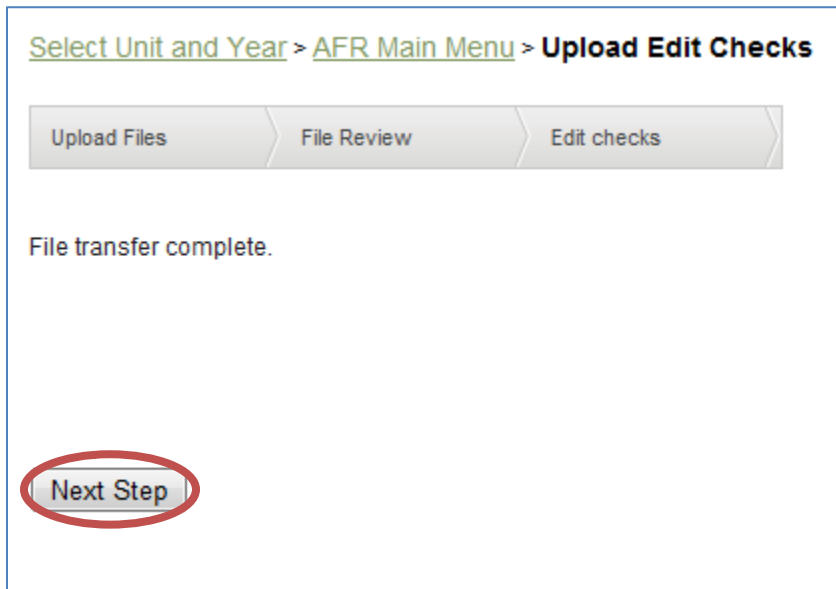 Select Unit and Year > AFR Main Menu > Upload Edit Checks
Upload Files File Review Edit checks
File transfer complete.
Next Step